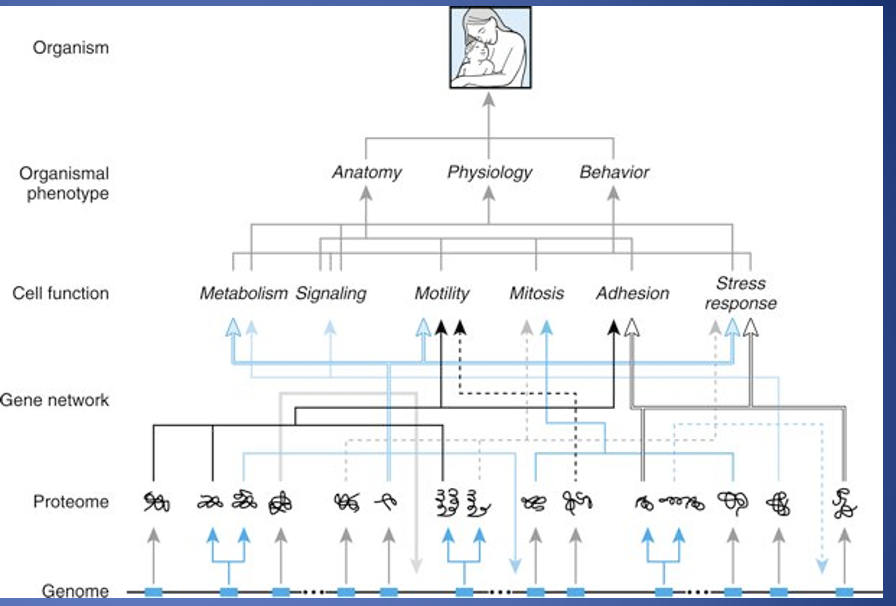 Organism
Organismal
phenotype
Anatomy Physiology Behavior
Cell function
Metabolism Signaling Motility Mitosis Adhesion Stress
response
Gene network
Proteome
Genome